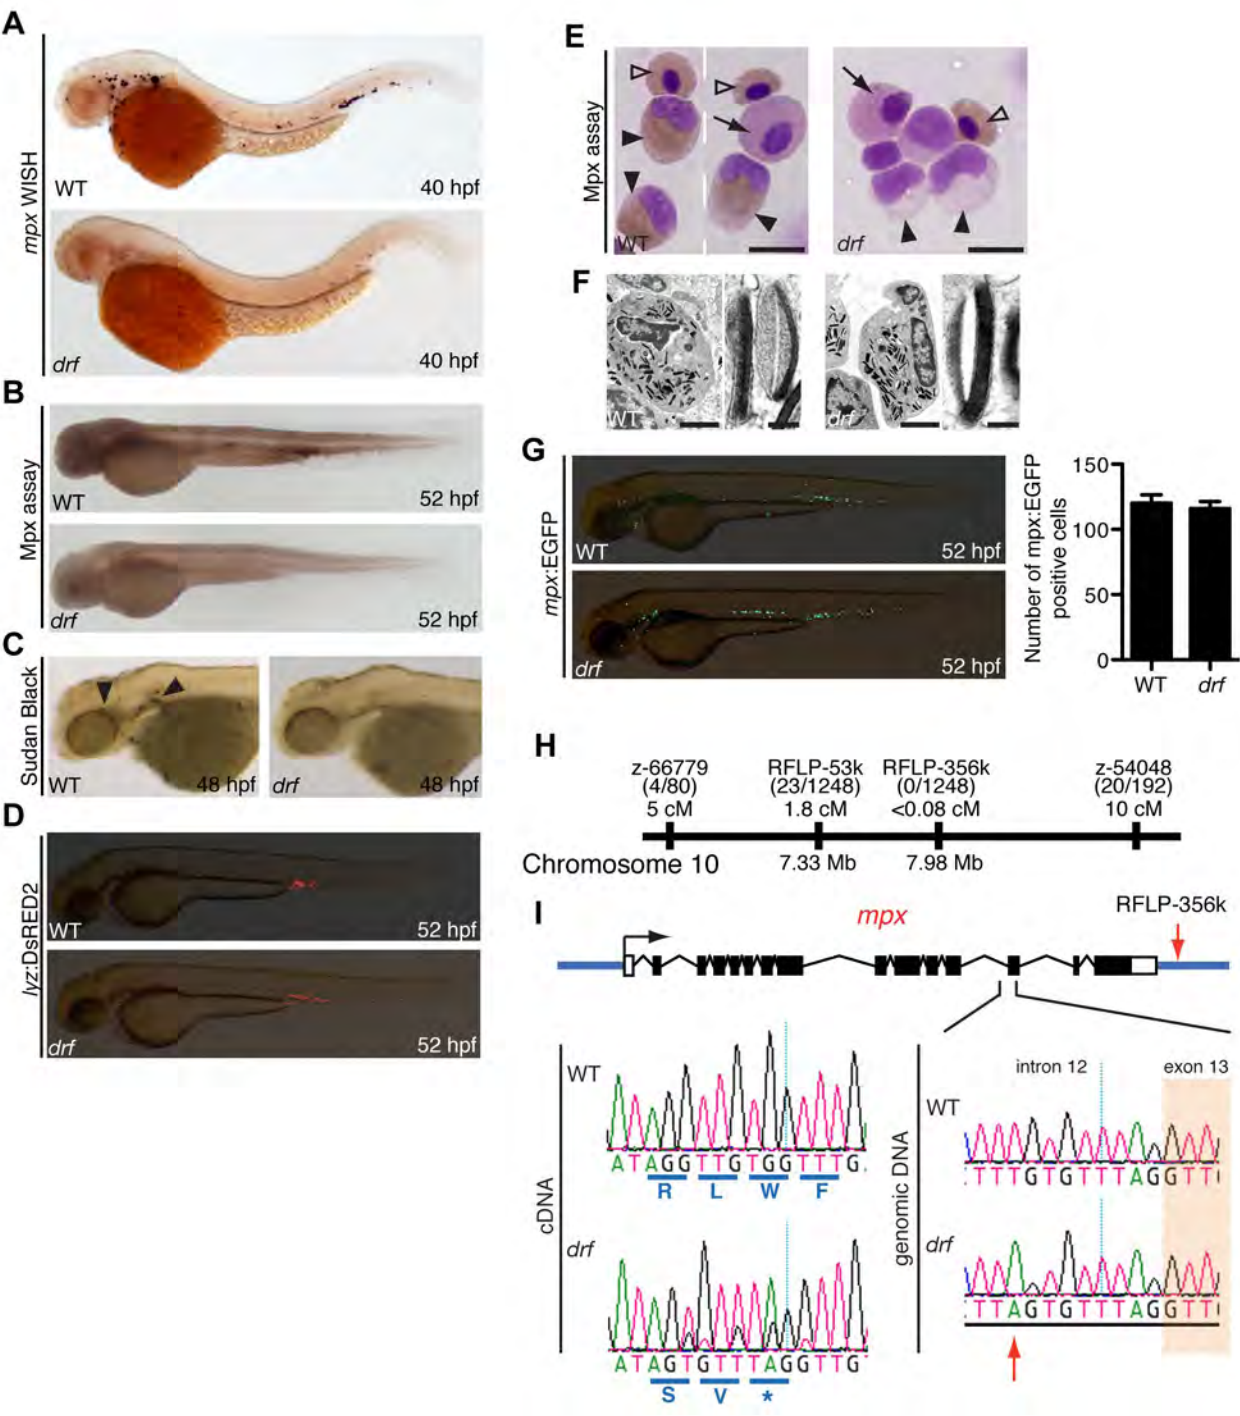 A
mpx WISH
WT
40 hpf
drf
40 hpf
B
Mpx assay
WT
52 hpf
drf
52 hpf
C
Sudan Black
WT
48 hpf
drf
48 hpf
D
lyz:DsRED2
WT
52 hpf
drf
52 hpf
E
Mpx assay
WT
drf
F
WT
drf
G
mpx:EGFP
WT
52 hpf
drf
52 hpf
Number of mpx:EGFP
positive cells
150
100
50
0
WT
drf
H
z-66779
(4/80)
5 cM
RFLP-53k
(23/1248)
1.8 cM
RFLP-356k
(0/1248)
<0.08 cM
z-54048
(20/192)
10 cM
Chromosome 10
7.33 Mb
7.98 Mb
I
mpx
RFLP-356k
cDNA
WT
A T A G G T T G T G G T T T G
R L W F
drf
A T A G T G T T T A G G T T G
S V *
genomic DNA
intron 12
exon 13
WT
T T T G T G T T T A G G T T
drf
T T A G T G T T T A G G T T